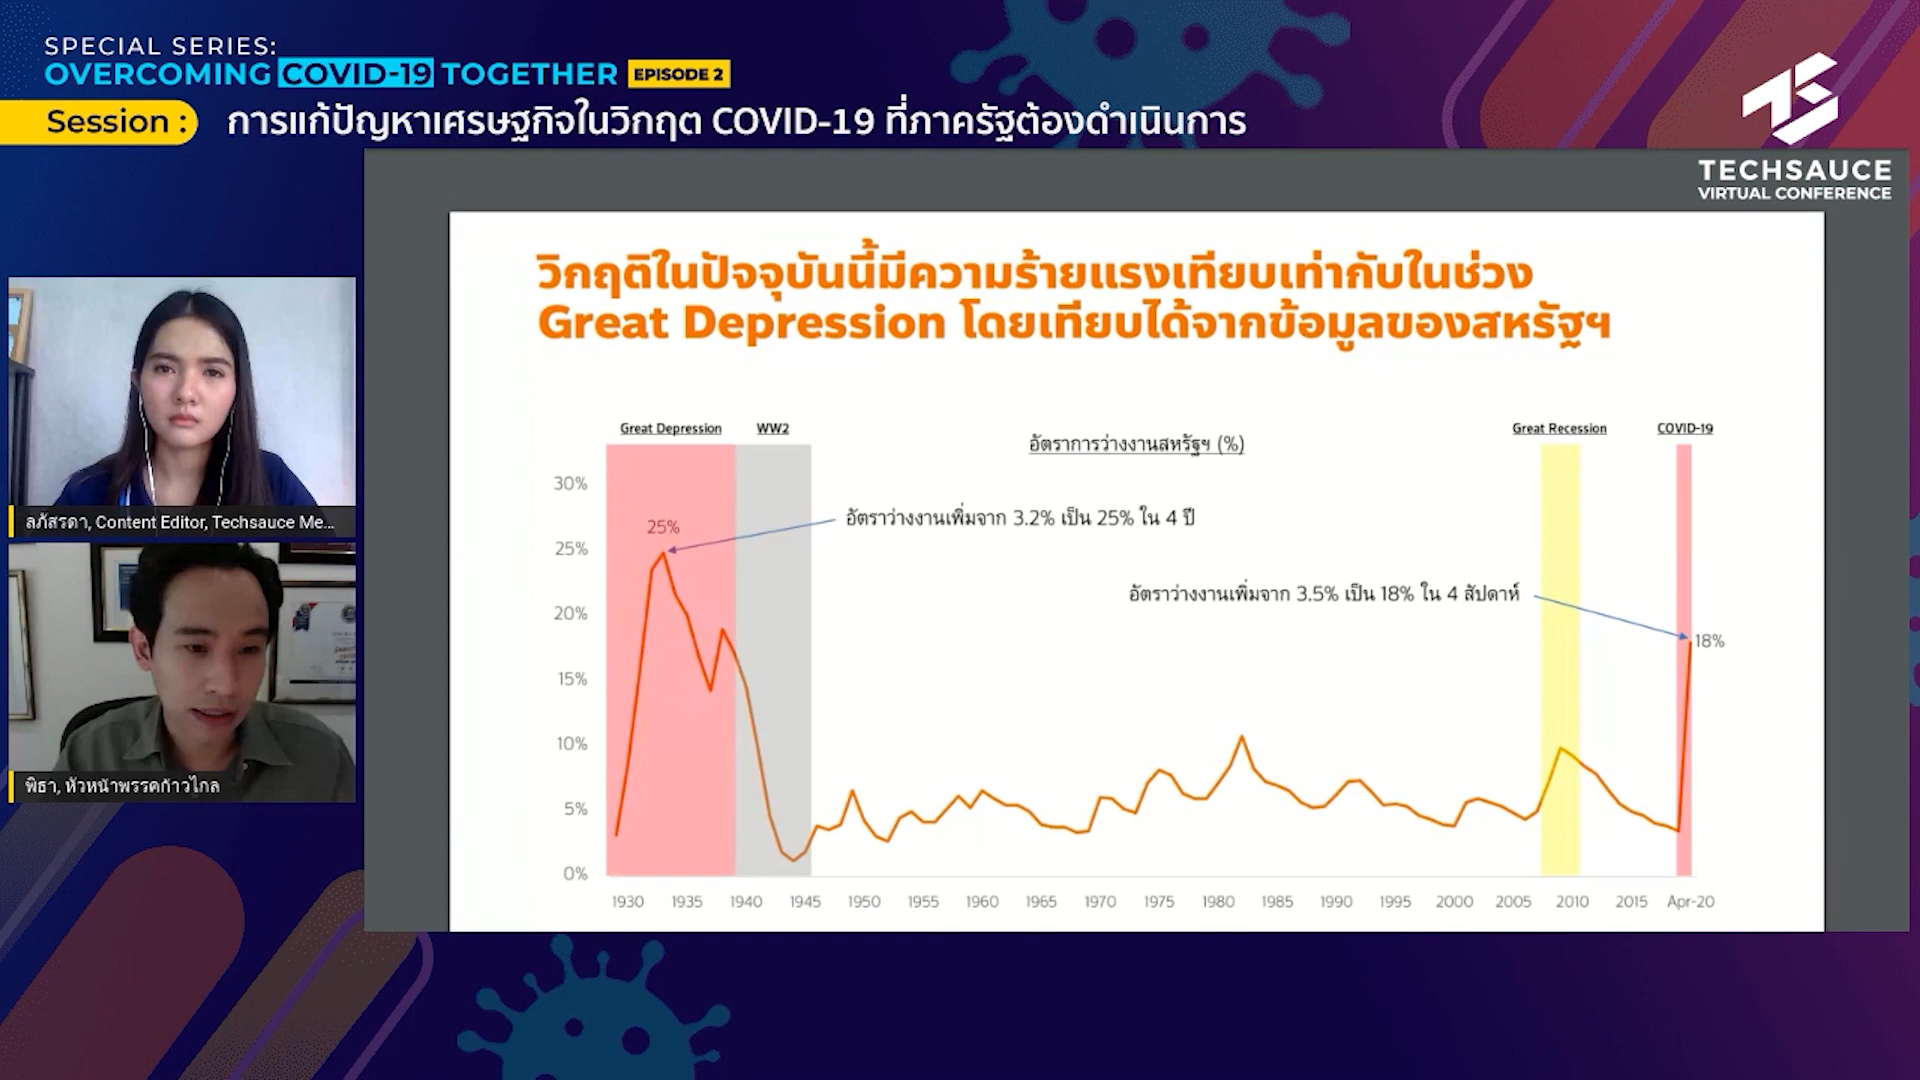 SPECIAL SERIES:
OVERCOMING COVID-19 TOGETHER EPISODE 2
Session : การแก้ปัญหาเศรษฐกิจในวิกฤต COVID-19 ที่ภาครัฐต้องดำเนินการ
TECHSAUCE
VIRTUAL CONFERENCE
วิกฤติในปัจจุบันนี้มีความร้ายแรงเทียบเท่ากับในช่วง
Great Depression โดยเทียบได้จากข้อมูลของสหรัฐฯ
Great Depression WW2 Great Recession COVID-19
อัตราการว่างงานสหรัฐฯ (%)
30%
25%
20%
15%
10%
5%
0%
25%
อัตราว่างงานเพิ่มจาก 3.2% เป็น 25% ใน 4 ปี
อัตราว่างงานเพิ่มจาก 3.5% เป็น 18% ใน 4 สัปดาห์
18%
1930 1935 1940 1945 1950 1955 1960 1965 1970 1975 1980 1985 1990 1995 2000 2005 2010 2015 Apr-20
ลภัสรดา, Content Editor, Techsauce Me...
พิธา, หัวหน้าพรรคก้าวไกล